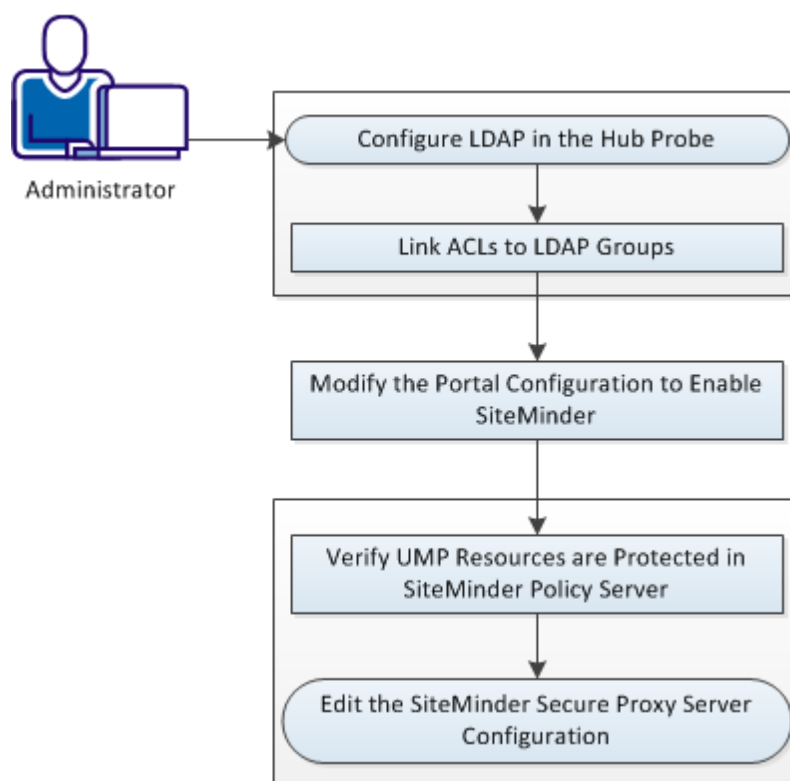 Administrator
Configure LDAP in the Hub Probe
Link ACLs to LDAP Groups
Modify the Portal Configuration to Enable
SiteMinder
Verify UMP Resources are Protected in
SiteMinder Policy Server
Edit the SiteMinder Secure Proxy Server
Configuration